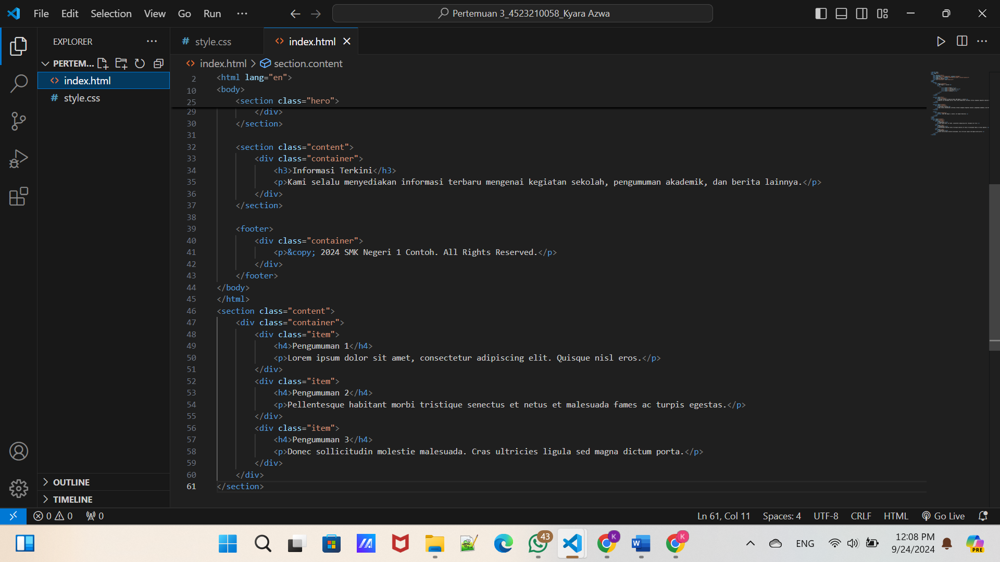 File Edit Selection View Go Run ···
Pertemuan 3_4523210058_Kyara Azwa
EXPLORER
PERTEM...
index.html
# style.css
OUTLINE
TIMELINE
# style.css
index.html
index.html > section.content
2 <html lang="en">
10 <body>
25 <section class="hero">
29 </div>
30 </section>
31
32 <section class="content">
33 <div class="container">
34 <h3>Informasi Terkini</h3>
35 <p>Kami selalu menyediakan informasi terbaru mengenai kegiatan sekolah, pengumuman akademik, dan berita lainnya.</p>
36 </div>
37 </section>
38
39 <footer>
40 <div class="container">
41 <p>&copy; 2024 SMK Negeri 1 Contoh. All Rights Reserved.</p>
42 </div>
43 </footer>
44 </body>
45 </html>
46 <section class="content">
47 <div class="container">
48 <div class="item">
49 <h4>Pengumuman 1</h4>
50 <p>Lorem ipsum dolor sit amet, consectetur adipiscing elit. Quisque nisl eros.</p>
51 </div>
52 <div class="item">
53 <h4>Pengumuman 2</h4>
54 <p>Pellentesque habitant morbi tristique senectus et netus et malesuada fames ac turpis egestas.</p>
55 </div>
56 <div class="item">
57 <h4>Pengumuman 3</h4>
58 <p>Donec sollicitudin molestie malesuada. Cras ultricies ligula sed magna dictum porta.</p>
59 </div>
60 </div>
61 </section>
0 0 0
Ln 61, Col 11 Spaces: 4 UTF-8 CRLF HTML Go Live
43
K
W
K
ENG
12:08 PM
9/24/2024
PRE